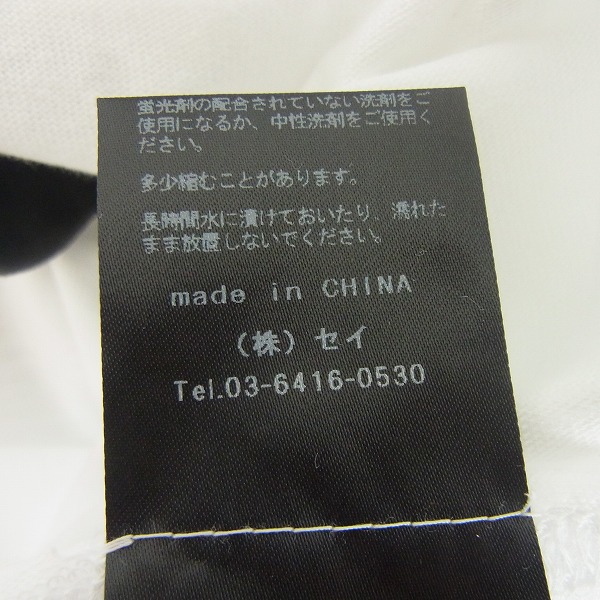 蛍光剤の配合されていない洗剤をご
使用になるか、中性洗剤をご使用く
ださい。
多少縮むことがあります。
長時間水に漬けておいたり、濡れた
まま放置しないでください。
made in CHINA
(株)セイ
Tel.03-6416-0530